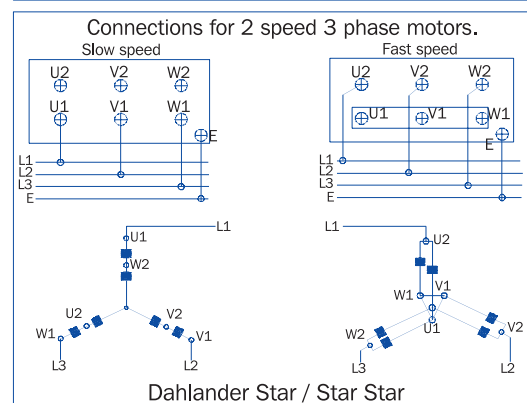 Connections for 2 speed 3 phase motors.
Slow speed
Fast speed
U2 V2 W2
U1 V1 W1
E
L1
L2
L3
E
U2 V2 W2
U1 V1 W1
E
L1
L2
L3
E
L1
U1
W2
U2
V2
W1
V1
L3
L2
L1
U2
W1
V1
U1
W2
V2
L3
L2
Dahlander Star / Star Star